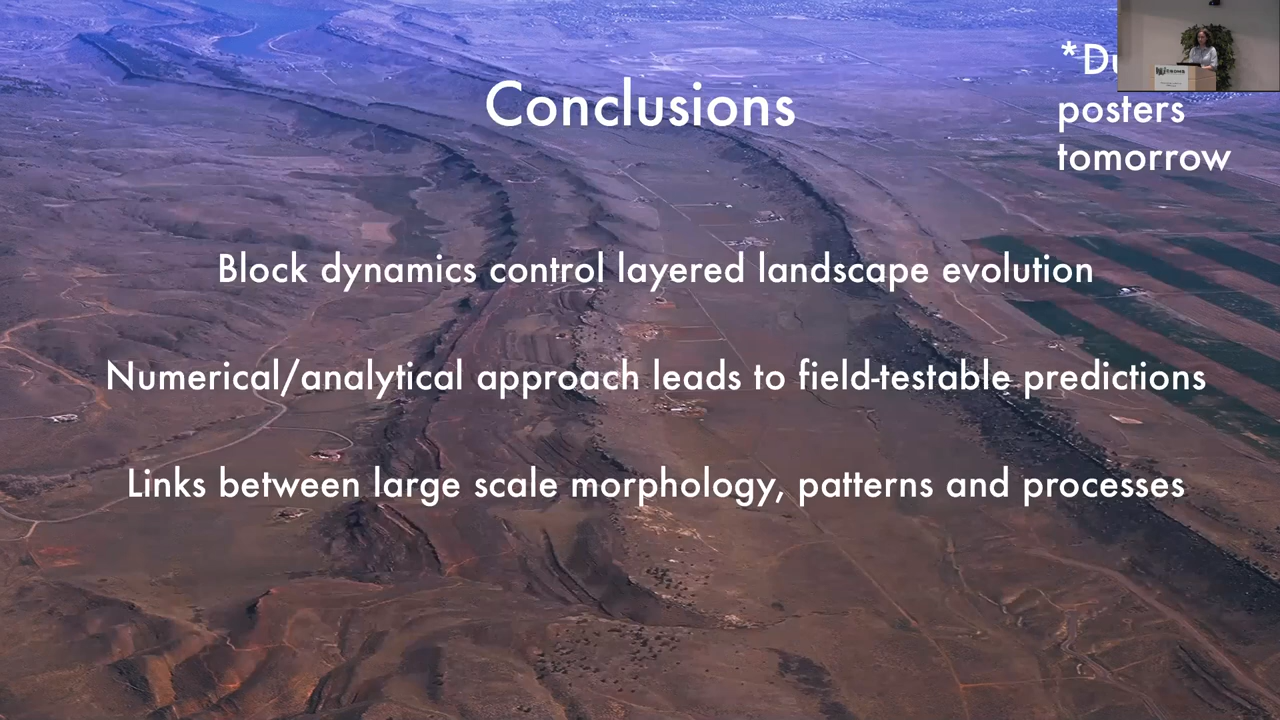 Conclusions
posters
tomorrow
Block dynamics control layered landscape evolution
Numerical/analytical approach leads to field-testable predictions
Links between large scale morphology, patterns and processes